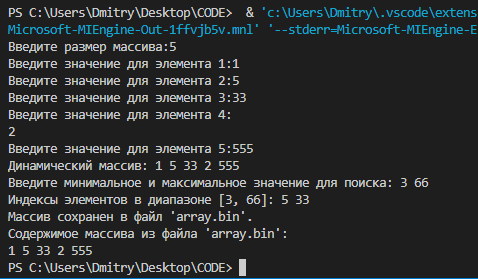 PS C:\Users\Dmitry\Desktop\CODE>  & 'c:\Users\Dmitry\.vscode\extens
Microsoft-MIEngine-Out-1ffvjb5v.mnl' '--stderr=Microsoft-MIEngine-E
Введите размер массива:5
Введите значение для элемента 1:1
Введите значение для элемента 2:5
Введите значение для элемента 3:33
Введите значение для элемента 4:
2
Введите значение для элемента 5:555
Динамический массив: 1 5 33 2 555
Введите минимальное и максимальное значение для поиска: 3 66
Индексы элементов в диапазоне [3, 66]: 5 33
Массив сохранен в файл 'array.bin'.
Содержимое массива из файла 'array.bin':
1 5 33 2 555
PS C:\Users\Dmitry\Desktop\CODE>